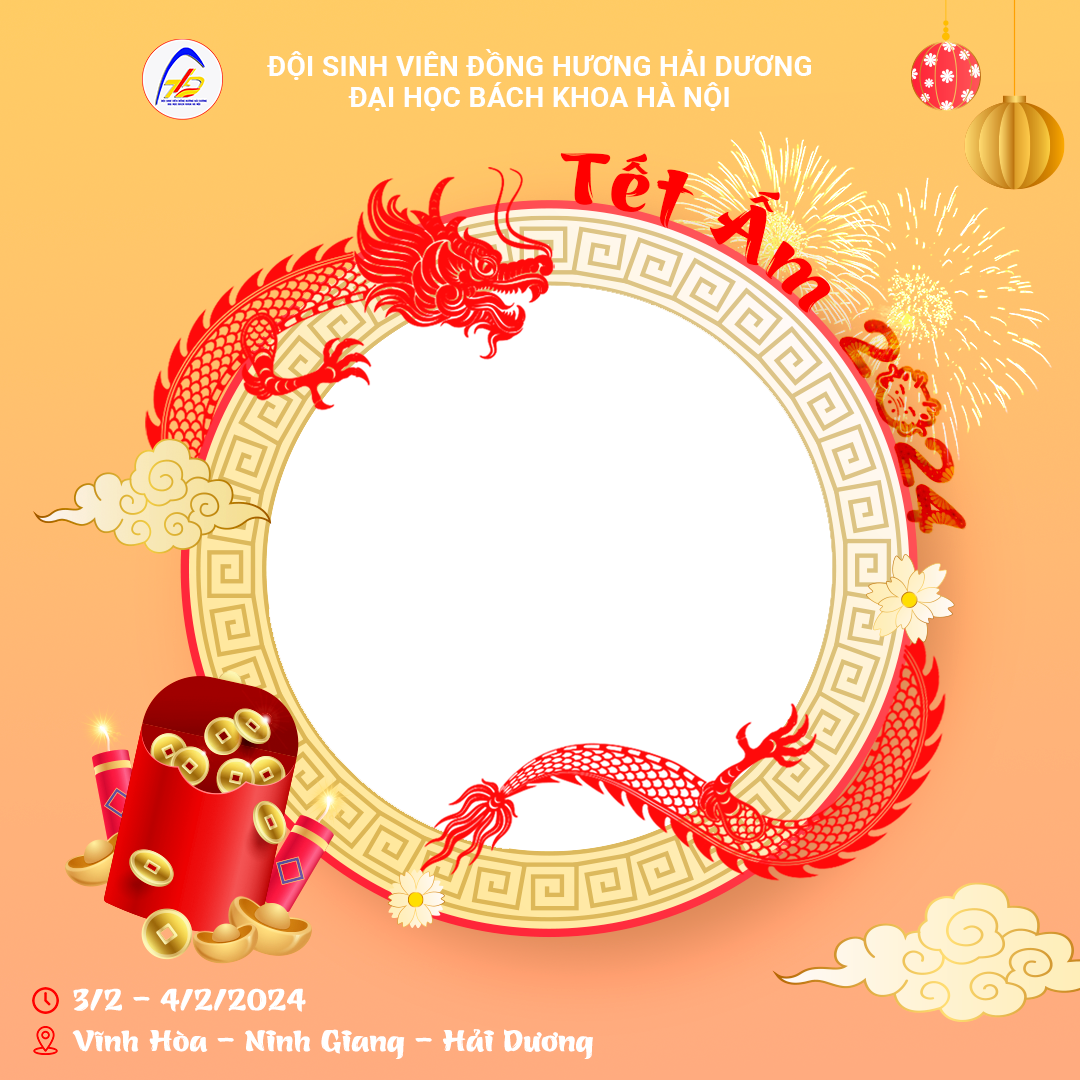 ĐỘI SINH VIÊN ĐỒNG HƯƠNG HẢI DƯƠNG
ĐẠI HỌC BÁCH KHOA HÀ NỘI
Tết Ấm 2024
3/2 - 4/2/2024
Vĩnh Hòa - Ninh Giang - Hải Dương